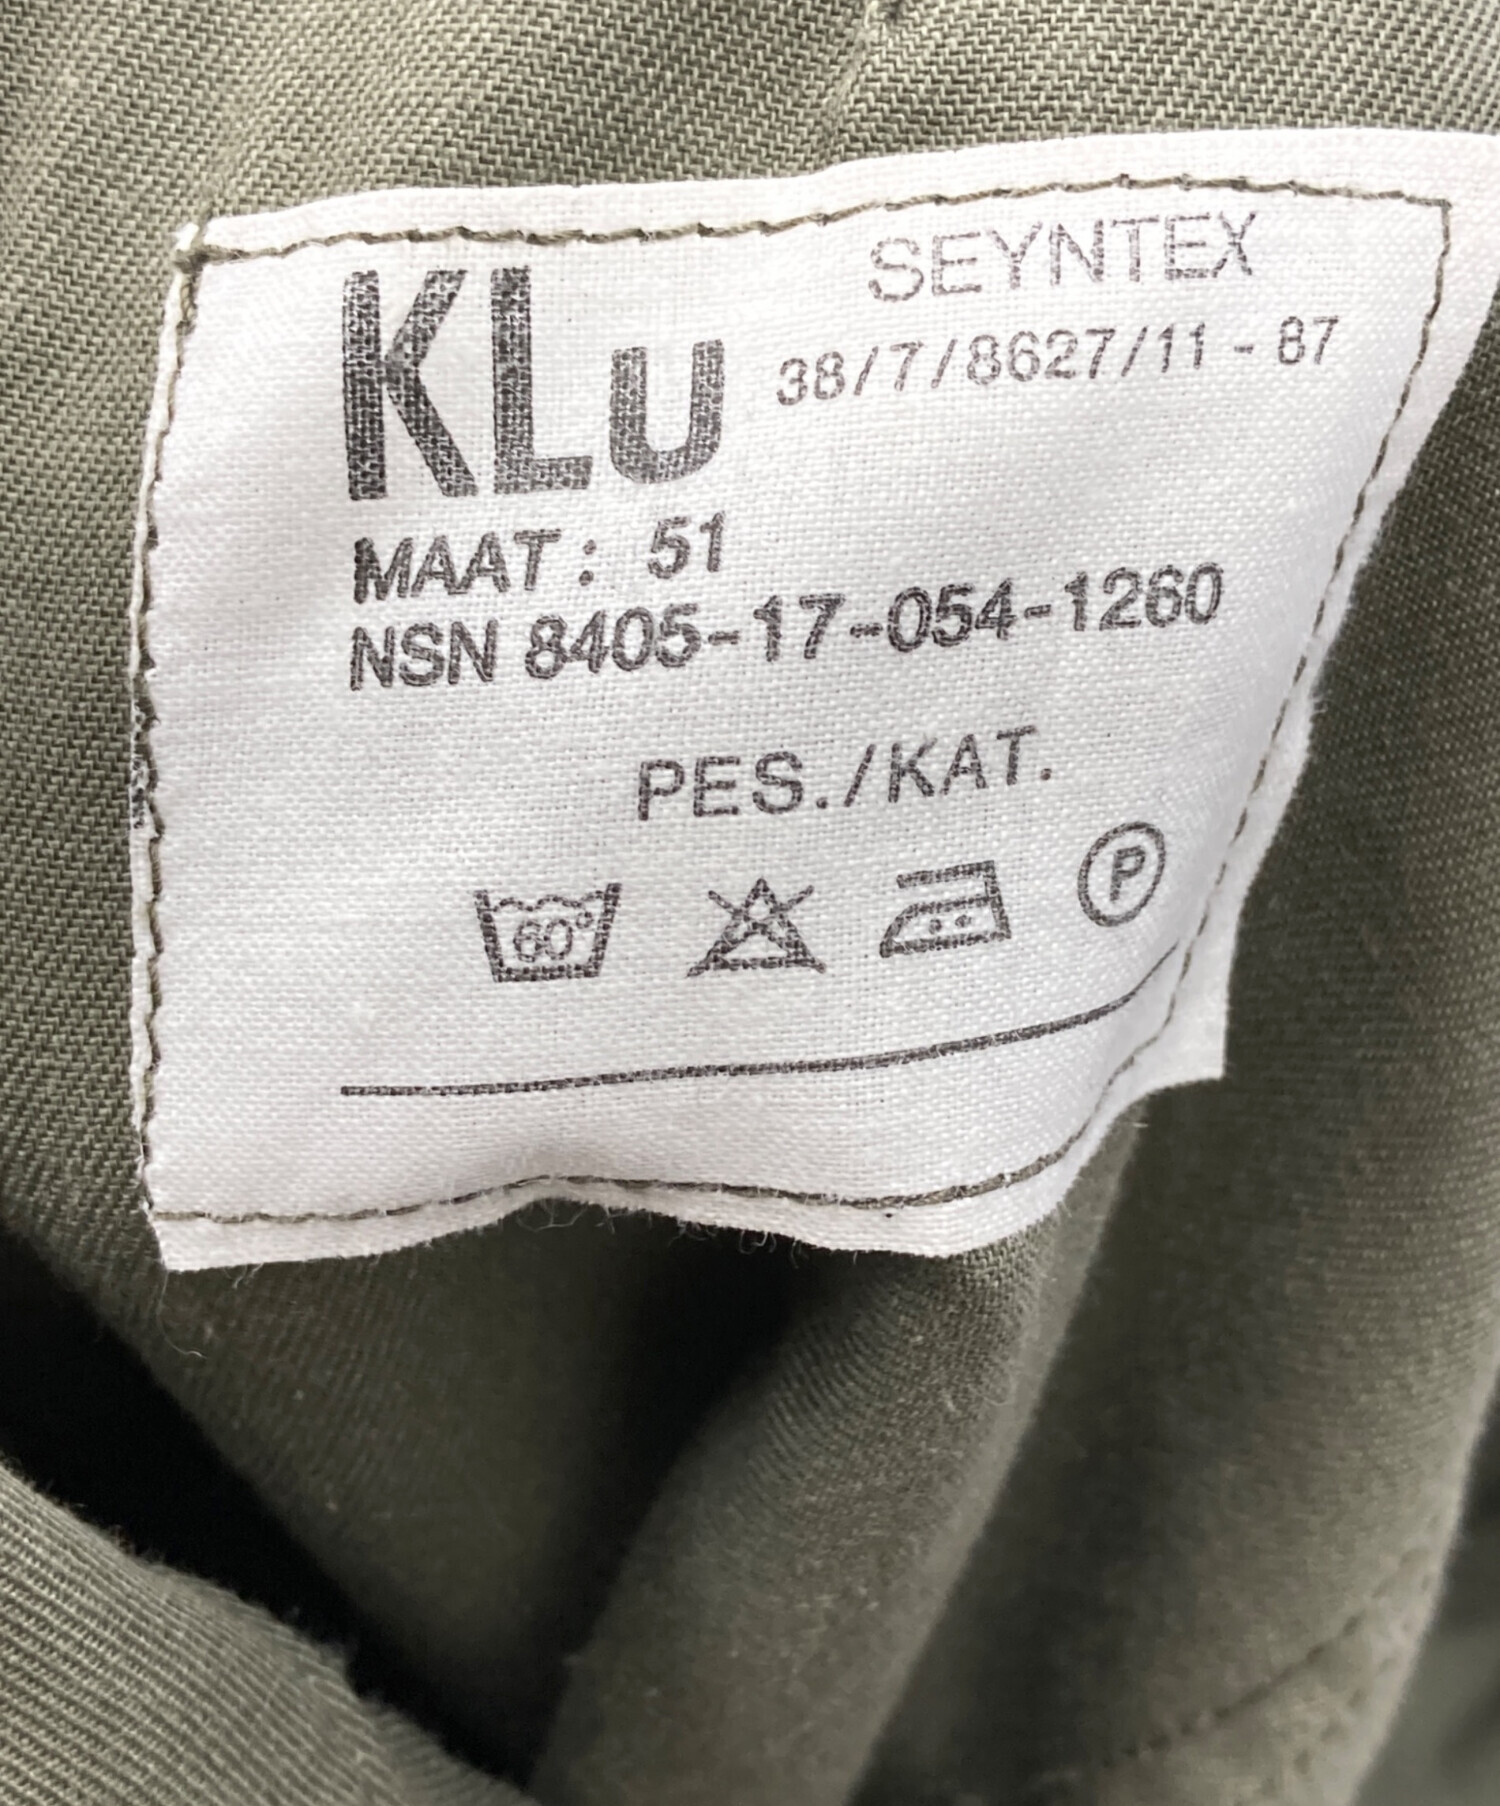 SEYNTEX
KLu 38/7/8627/11-87
MAAT: 51
NSN 8405-17-054-1260
PES./KAT.
60° P